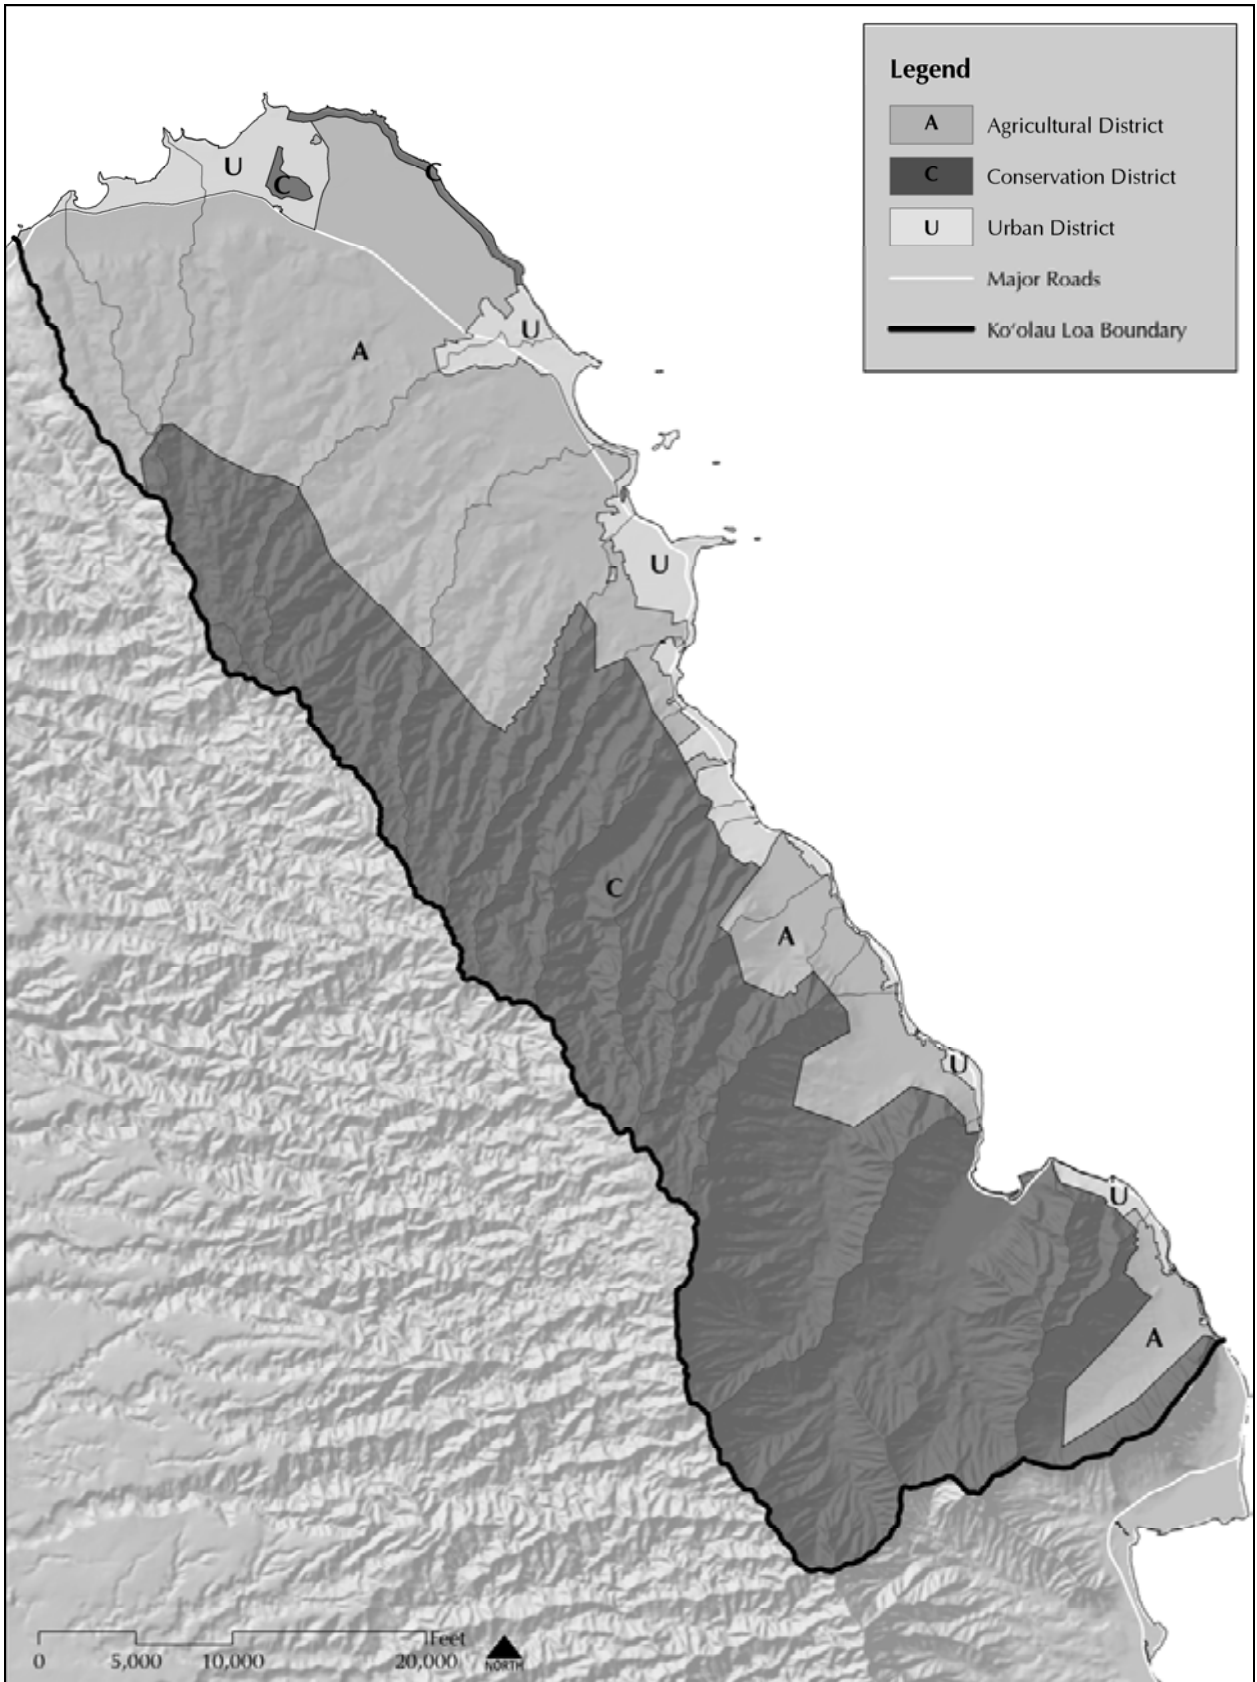 Legend
A Agricultural District
C Conservation District
U Urban District
Major Roads
Ko‘olau Loa Boundary
U
C
C
U
A
U
C
A
U
U
A
Feet
0 5,000 10,000 20,000
NORTH